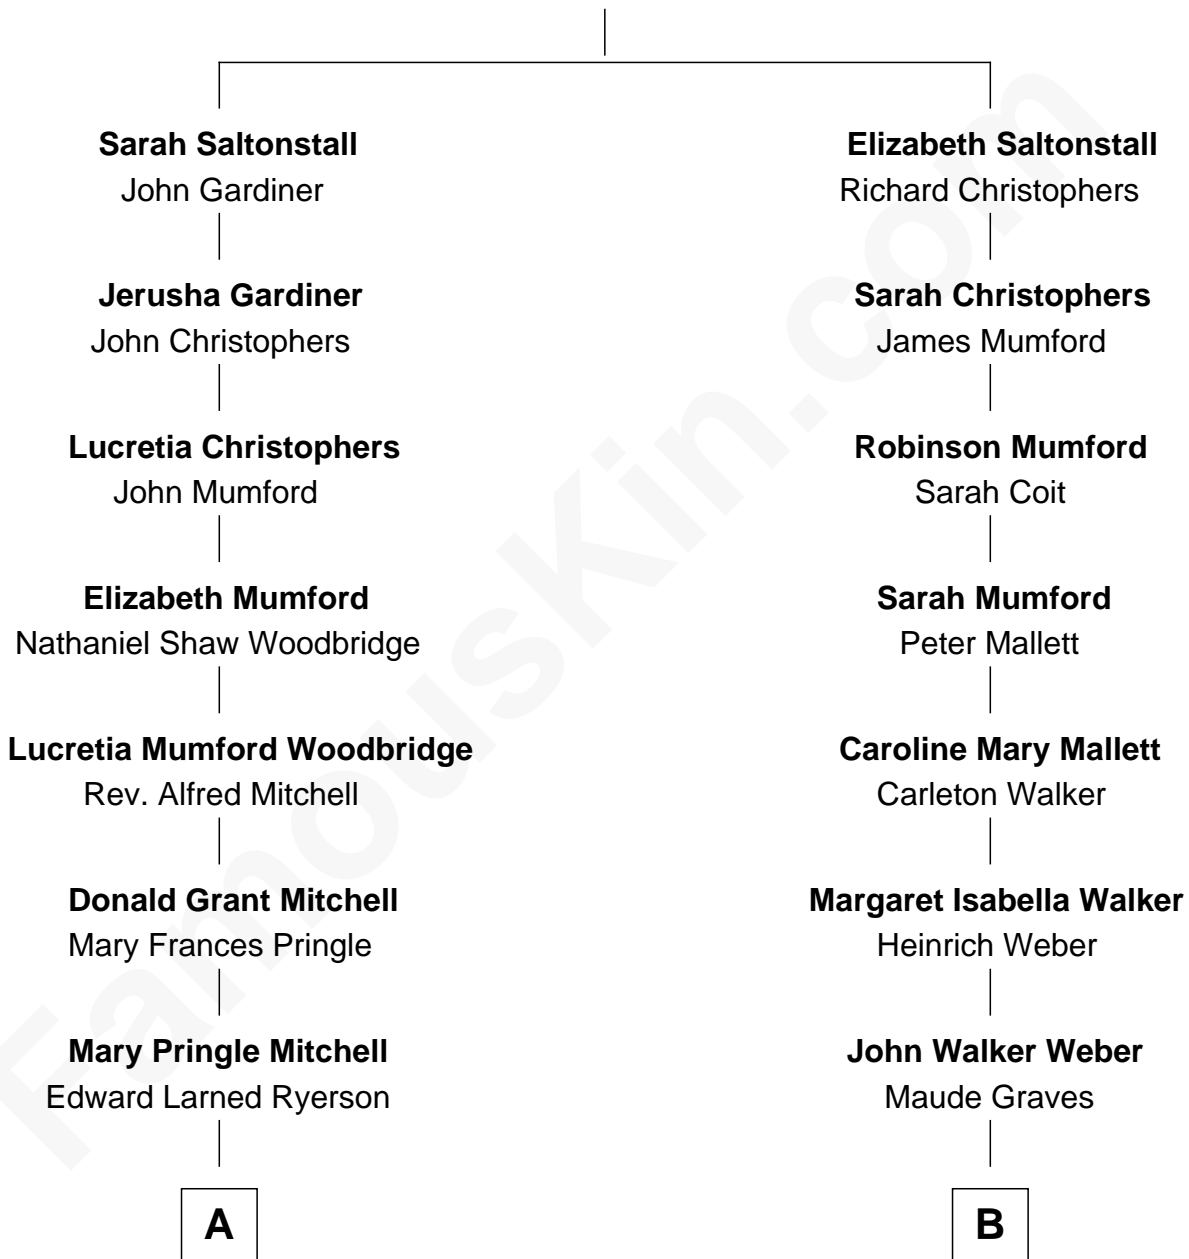 Sarah Saltonstall
John Gardiner
Jerusha Gardiner
John Christophers
Lucretia Christophers
John Mumford
Elizabeth Mumford
Nathaniel Shaw Woodbridge
Lucretia Mumford Woodbridge
Rev. Alfred Mitchell
Donald Grant Mitchell
Mary Frances Pringle
Mary Pringle Mitchell
Edward Larned Ryerson
A
Elizabeth Saltonstall
Richard Christophers
Sarah Christophers
James Mumford
Robinson Mumford
Sarah Coit
Sarah Mumford
Peter Mallett
Caroline Mary Mallett
Carleton Walker
Margaret Isabella Walker
Heinrich Weber
John Walker Weber
Maude Graves
B
FamousKin.com